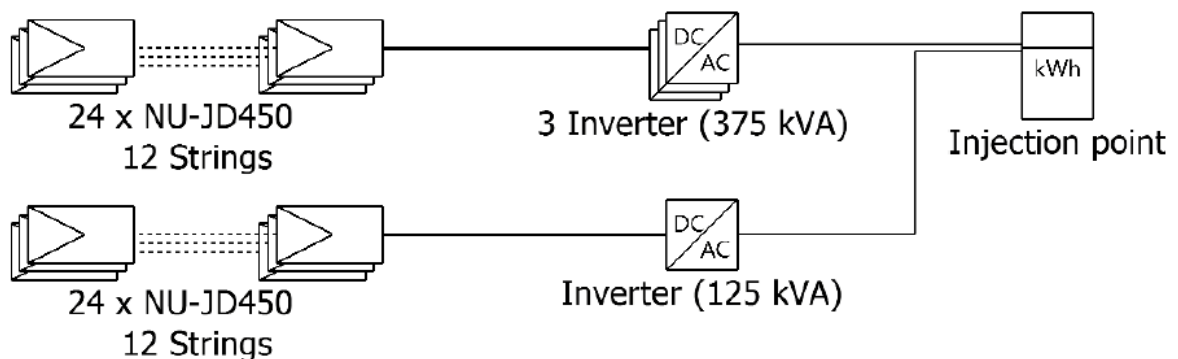 DC
AC
kWh
24 x NU-JD450
12 Strings
3 Inverter (375 kVA)
Injection point
DC
AC
24 x NU-JD450
12 Strings
Inverter (125 kVA)